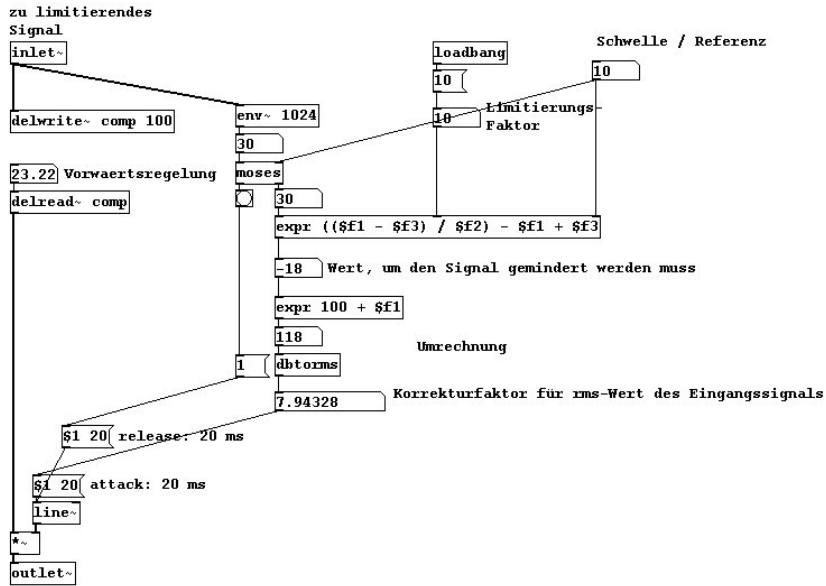 zu limitierendes
Signal
inlet~
Schwelle / Referenz
loadbang
10
10
10
Limitierungs-
Faktor
delwrite~ comp 100
env~ 1024
30
23.22 Vorwaertsregelung
moses
delread~ comp
30
expr (($f1 - $f3) / $f2) - $f1 + $f3
-18 Wert, um den Signal gemindert werden muss
expr 100 + $f1
118
Umrechnung
1
dbtorms
7.94328
Korrekturfaktor für rms-Wert des Eingangssignals
$1 20 release: 20 ms
$1 20 attack: 20 ms
line~
*~
outlet~